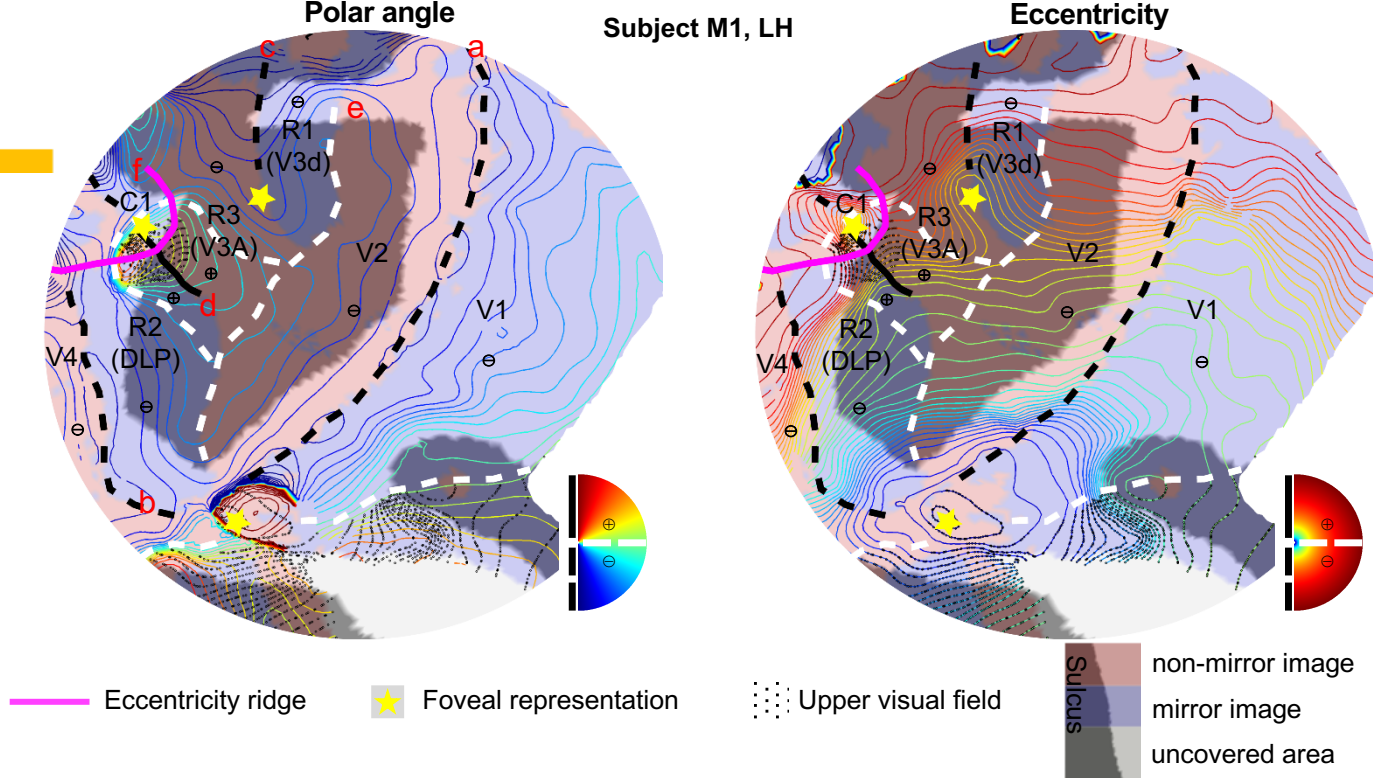 Polar angle
Subject M1, LH
Eccentricity
c
a
e
R1
(V3d)
f
C1
R3
(V3A)
V2
d
V1
R2
(DLP)
V4
b
⊖
⊖
⊕
⊕
⊖
⊖
⊖
⊖
⊕
⊖
R1
(V3d)
C1
R3
(V3A)
V2
V1
R2
(DLP)
V4
⊖
⊖
⊕
⊕
⊖
⊖
⊖
⊖
⊕
⊖
Eccentricity ridge
Foveal representation
Upper visual field
Sulcus
non-mirror image
mirror image
uncovered area